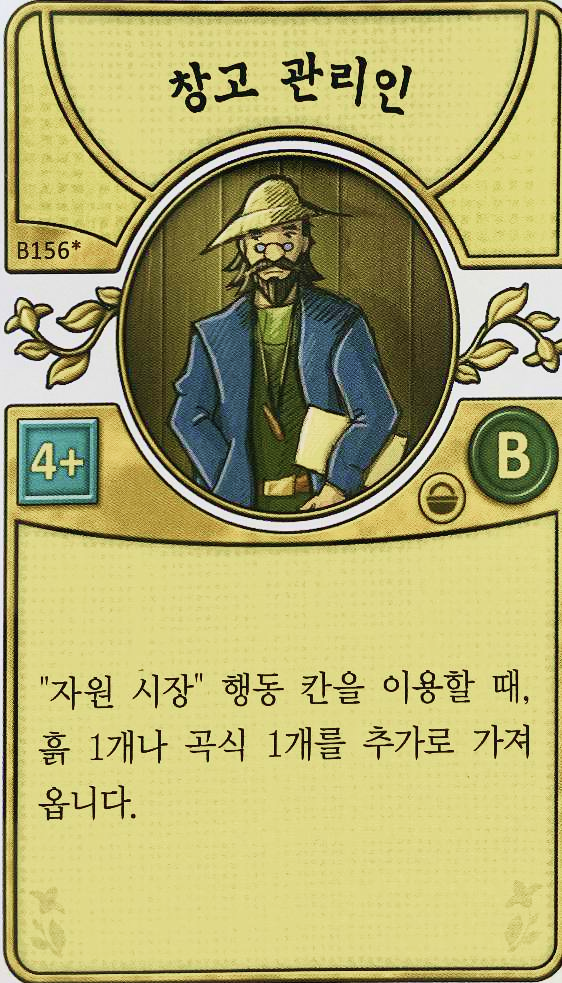 창고 관리인
B156*
4+
B
"자원 시장" 행동 칸을 이용할 때,
흙 1개나 곡식 1개를 추가로 가져
옵니다.